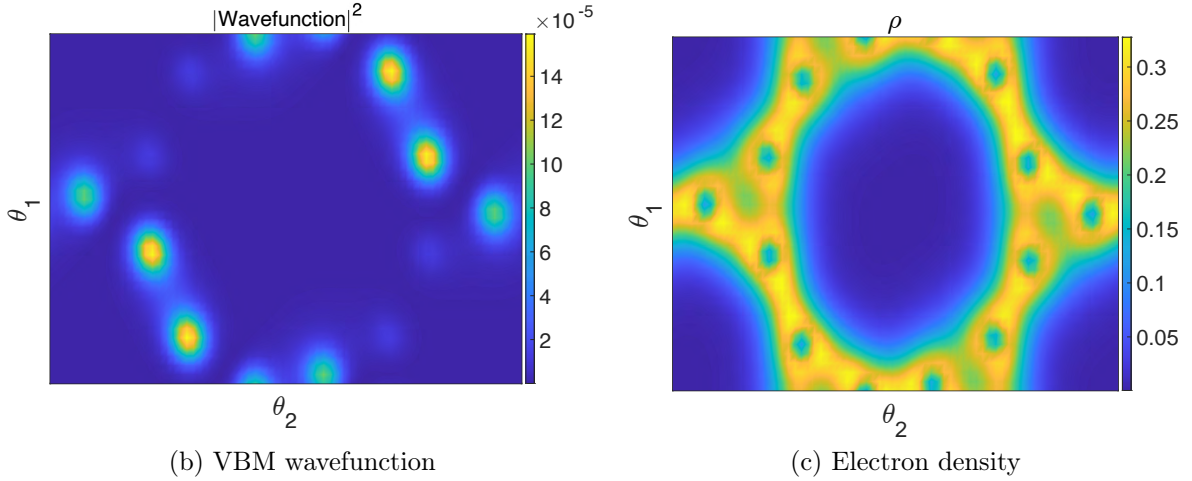 |Wavefunction|²
×10⁻⁵
14
12
10
8
6
4
2
θ₁
θ₂
(b) VBM wavefunction
ρ
0.3
0.25
0.2
0.15
0.1
0.05
θ₁
θ₂
(c) Electron density